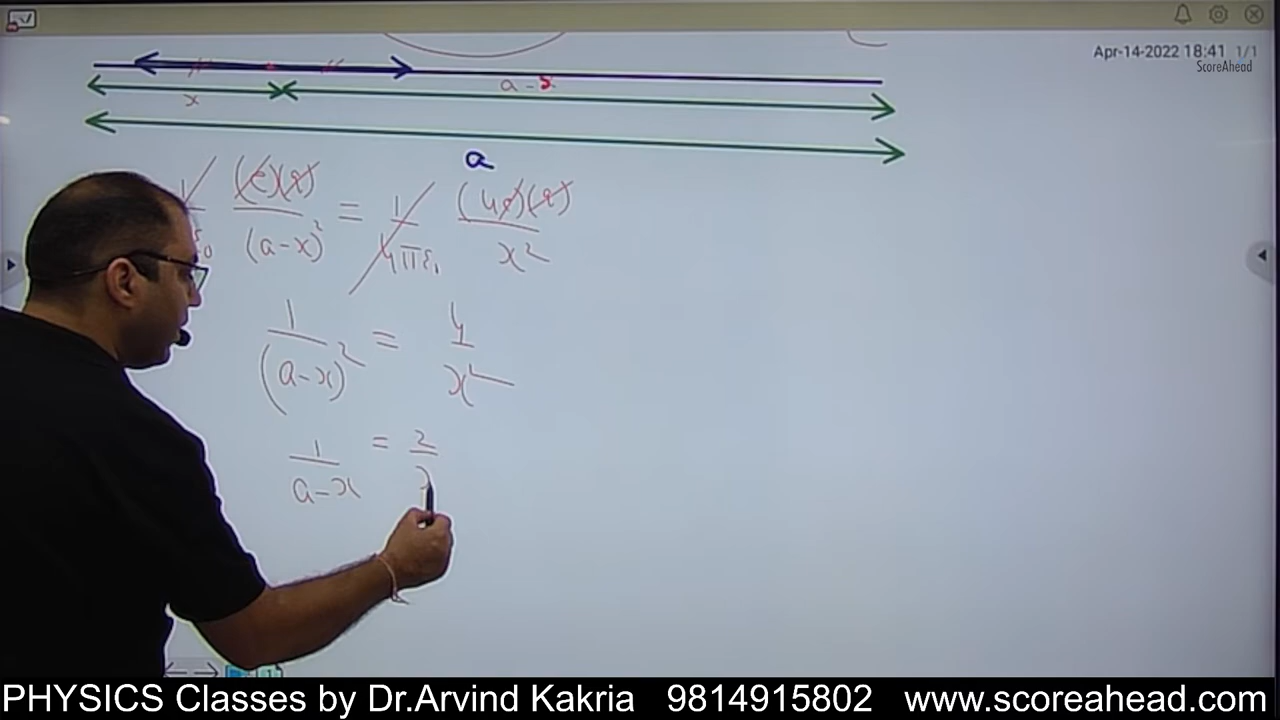 Apr-14-2022 18:41 1/1
ScoreAhead
x a - x
a
(e)(q) / (a-x)² = 1 / 4πε₀ (4e)(q) / x²
1 / (a-x)² = 4 / x²
1 / a-x = 2 /
PHYSICS Classes by Dr.Arvind Kakria 9814915802 www.scoreahead.com